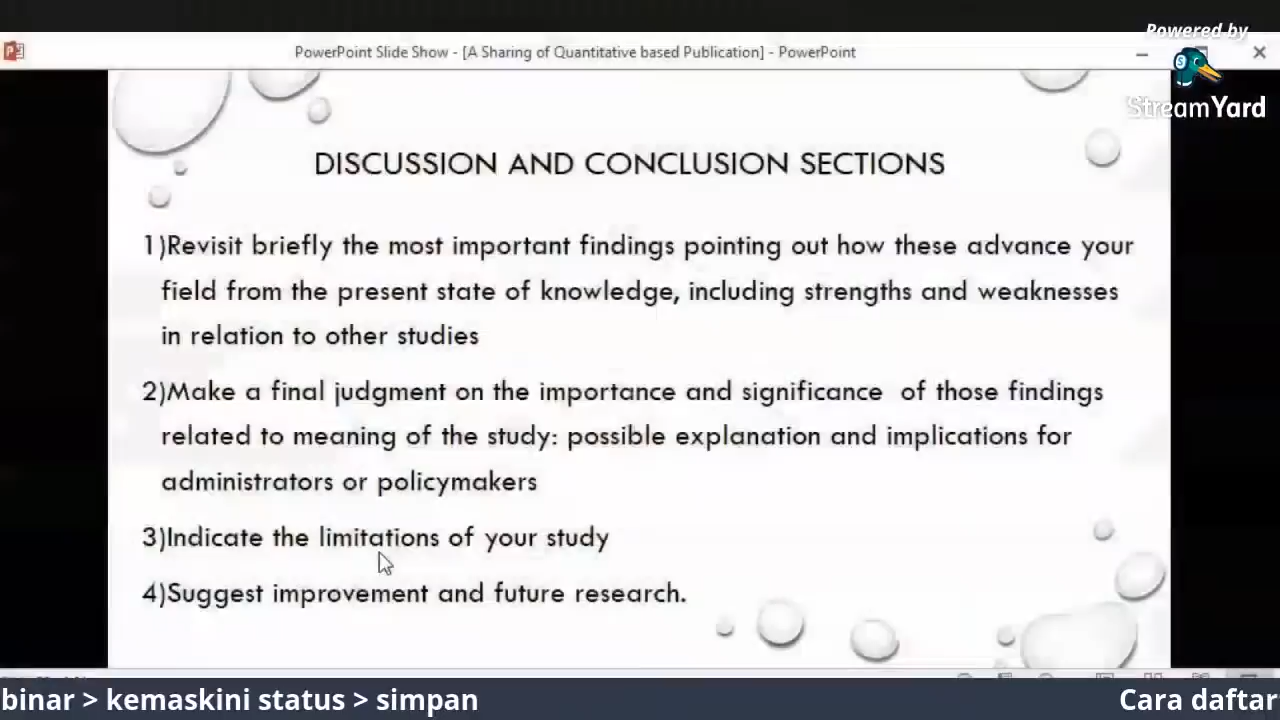 Powered by
PowerPoint Slide Show - [A Sharing of Quantitative based Publication] - PowerPoint
StreamYard
DISCUSSION AND CONCLUSION SECTIONS
1)Revisit briefly the most important findings pointing out how these advance your
field from the present state of knowledge, including strengths and weaknesses
in relation to other studies
2)Make a final judgment on the importance and significance of those findings
related to meaning of the study: possible explanation and implications for
administrators or policymakers
3)Indicate the limitations of your study
4)Suggest improvement and future research.
binar > kemaskini status > simpan
Cara daftar